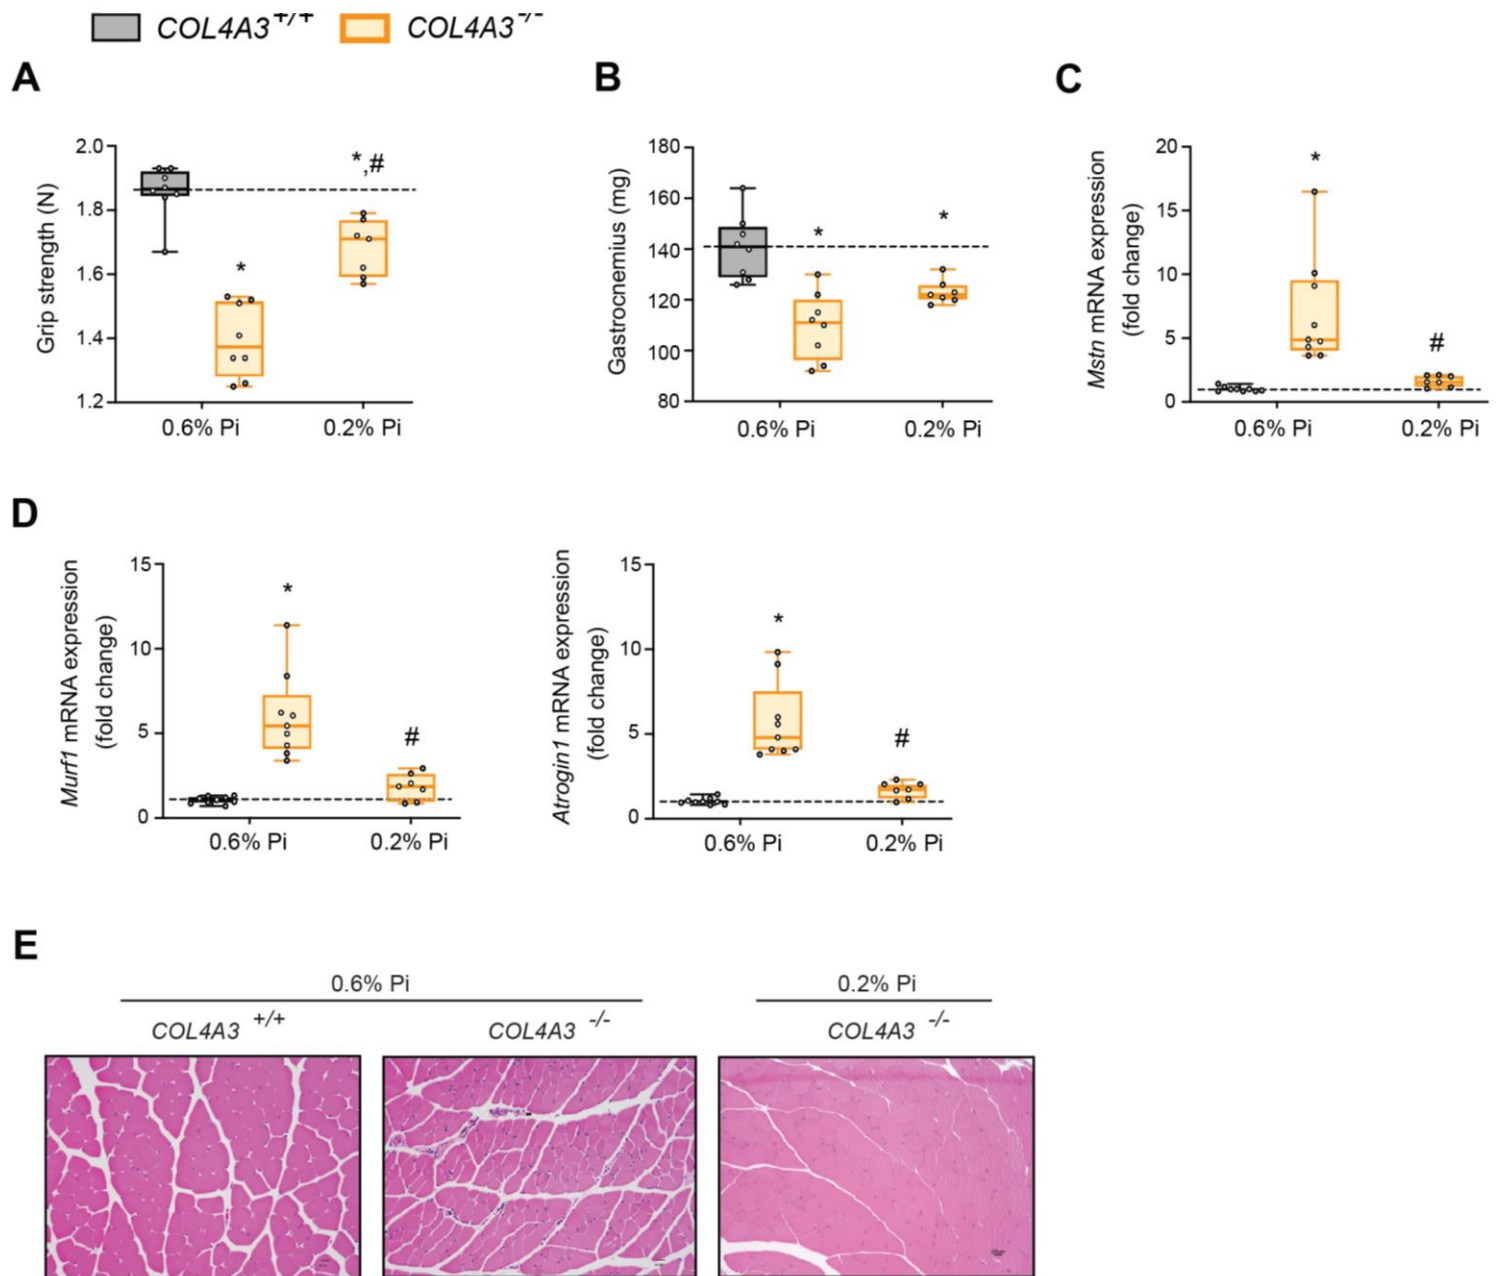 COL4A3+/+ COL4A3-/-
A
B
C
Grip strength (N)
2.0
1.8
1.6
1.4
1.2
*
*,#
0.6% Pi 0.2% Pi
Gastrocnemius (mg)
180
160
140
120
100
80
*
*
0.6% Pi 0.2% Pi
Mstn mRNA expression
(fold change)
20
15
10
5
0
*
#
0.6% Pi 0.2% Pi
D
Murf1 mRNA expression
(fold change)
15
10
5
0
*
#
0.6% Pi 0.2% Pi
Atrogin1 mRNA expression
(fold change)
15
10
5
0
*
#
0.6% Pi 0.2% Pi
E
0.6% Pi 0.2% Pi
COL4A3 +/+ COL4A3 -/- COL4A3 -/-